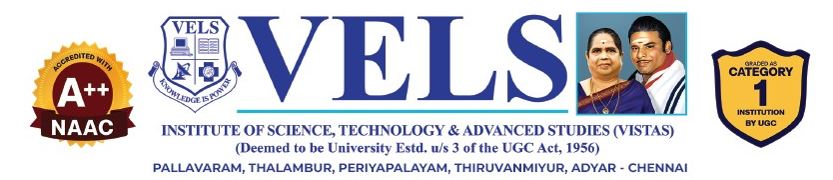 ACCREDITED WITH
A++
NAAC
VELS
KNOWLEDGE IS POWER
VELS
INSTITUTE OF SCIENCE, TECHNOLOGY & ADVANCED STUDIES (VISTAS)
(Deemed to be University Estd. u/s 3 of the UGC Act, 1956)
PALLAVARAM, THALAMBUR, PERIYAPALAYAM, THIRUVANMIYUR, ADYAR - CHENNAI
GRADED AS
CATEGORY
1
INSTITUTION
BY UGC